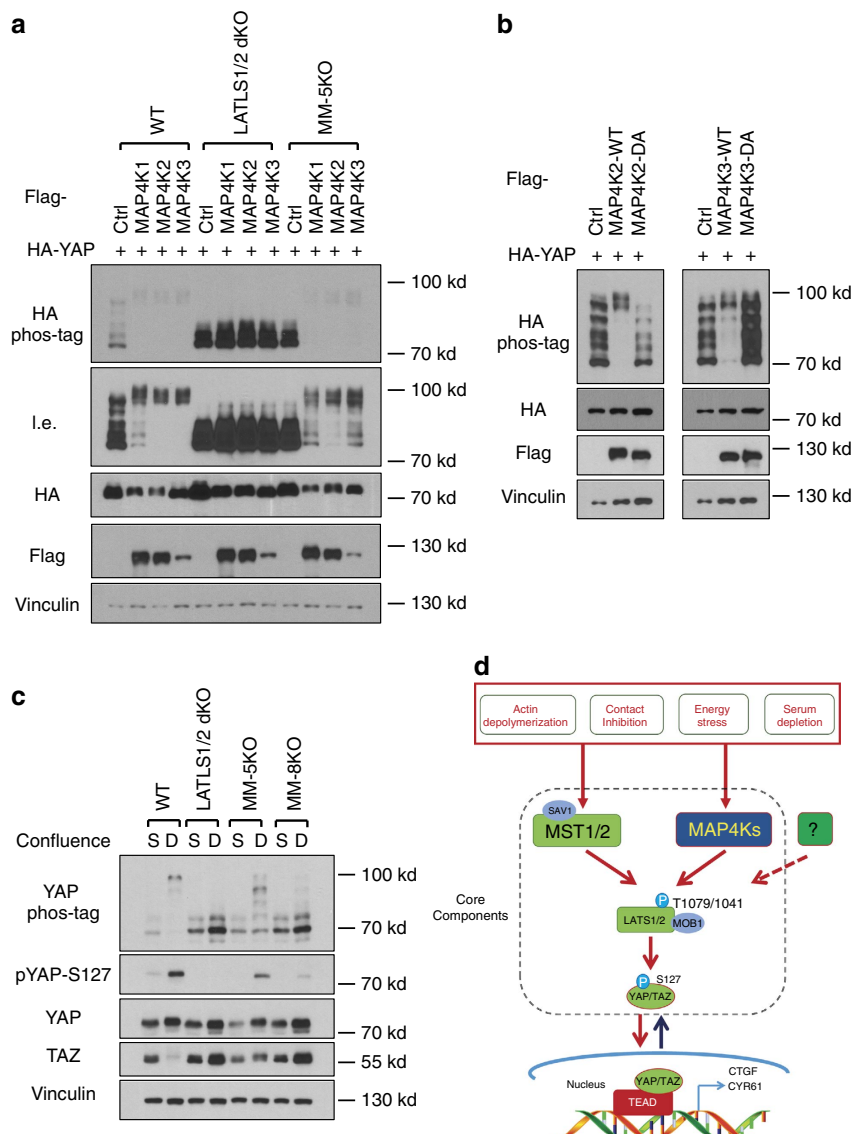 a
WT
LATLS1/2 dKO
MM-5KO
Flag-
Ctrl MAP4K1 MAP4K2 MAP4K3 Ctrl MAP4K1 MAP4K2 MAP4K3 Ctrl MAP4K1 MAP4K2 MAP4K3
HA-YAP + + + + + + + + + + + +
HA phos-tag
100 kd
70 kd
l.e.
100 kd
70 kd
HA
70 kd
Flag
130 kd
Vinculin
130 kd
b
Flag-
Ctrl MAP4K2-WT MAP4K2-DA Ctrl MAP4K3-WT MAP4K3-DA
HA-YAP + + + + + +
HA phos-tag
100 kd
70 kd
HA
70 kd
Flag
130 kd
Vinculin
130 kd
c
WT
LATLS1/2 dKO
MM-5KO
MM-8KO
Confluence S D S D S D S D
YAP phos-tag
100 kd
70 kd
pYAP-S127
70 kd
YAP
70 kd
TAZ
55 kd
Vinculin
130 kd
d
Actin depolymerization
Contact Inhibition
Energy stress
Serum depletion
SAV1
MST1/2
MAP4Ks
?
Core Components
P
T1079/1041
LATS1/2
MOB1
P
S127
YAP/TAZ
Nucleus
YAP/TAZ
TEAD
CTGF
CYR61